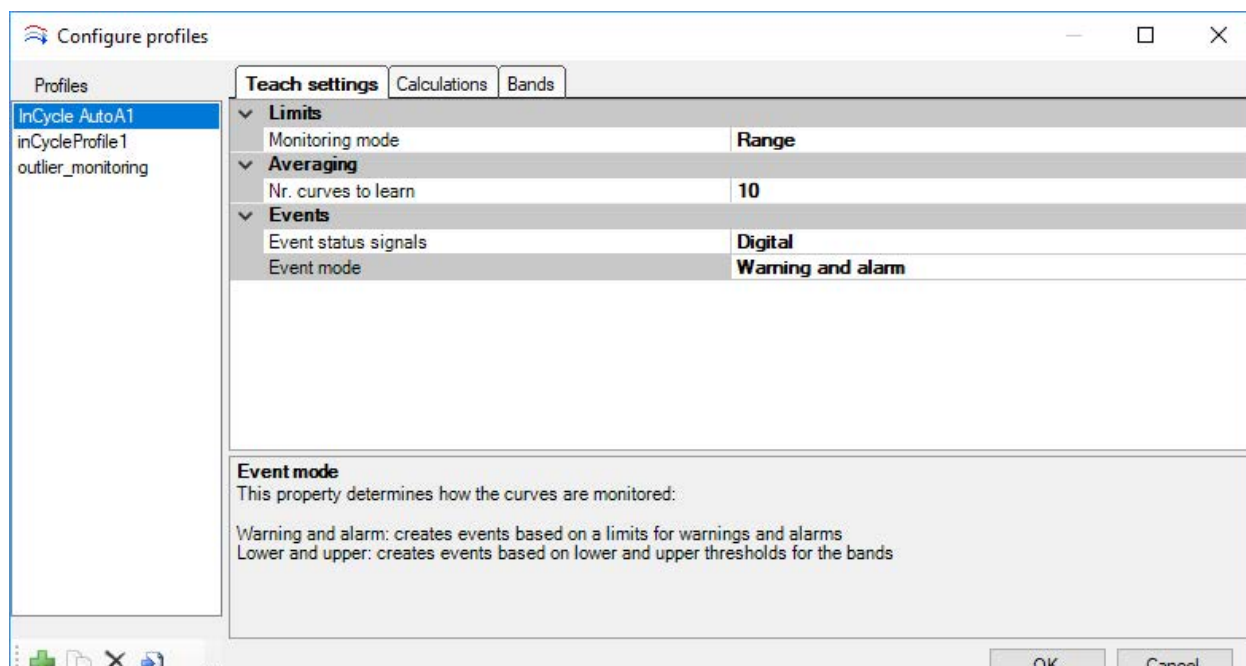 Configure profiles
Profiles
Teach settings Calculations Bands
InCycle AutoA1
inCycleProfile1
outlier_monitoring
Limits
Monitoring mode Range
Averaging
Nr. curves to learn 10
Events
Event status signals Digital
Event mode Warning and alarm
Event mode
This property determines how the curves are monitored:
Warning and alarm: creates events based on a limits for warnings and alarms
Lower and upper: creates events based on lower and upper thresholds for the bands
OK Cancel